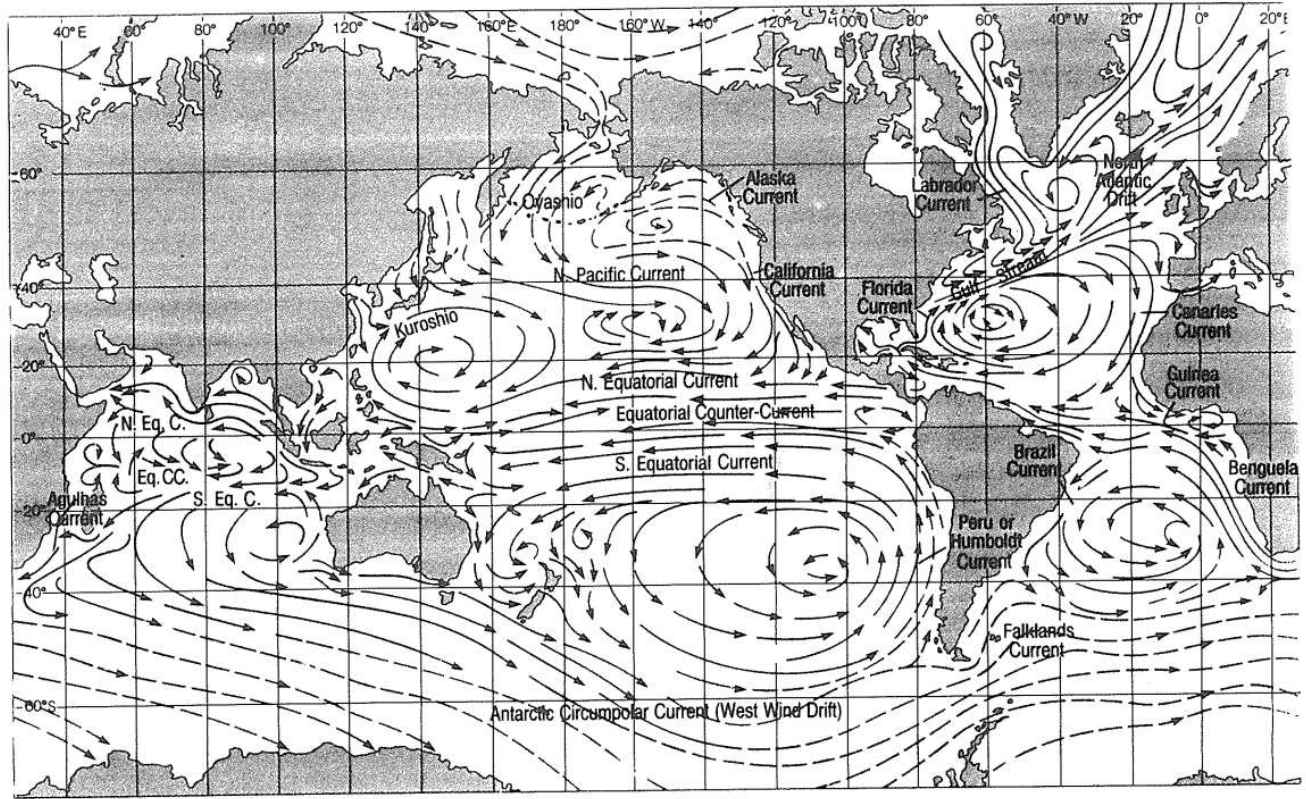 40°E 60° 80° 100° 120° 140° 160°E 180° 160°W 140° 120° 100° 80° 60° 40°W 20° 0° 20°E
60°
Alaska
Current
Oyashio
Labrador
Current
North
Atlantic
Drift
N. Pacific Current
California
Current
Florida
Current
Gulf Stream
Canaries
Current
40°
Kuroshio
20°
N. Equatorial Current
Guinea
Current
Equatorial Counter-Current
N. Eq. C.
0°
S. Equatorial Current
Brazil
Current
Benguela
Current
Eq. CC.
S. Eq. C.
Agulhas
Current
20°
Peru or
Humboldt
Current
40°
Falklands
Current
60°S
Antarctic Circumpolar Current (West Wind Drift)